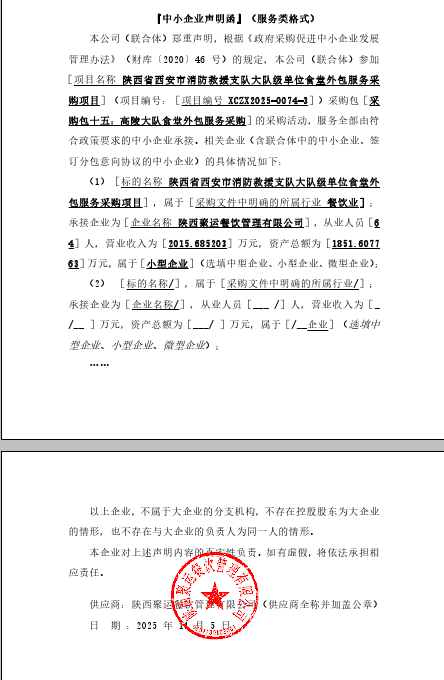 『中小企业声明函』（服务类格式）
本公司（联合体）郑重声明，根据《政府采购促进中小企业发展
管理办法》（财库〔2020〕46 号）的规定，本公司（联合体）参加
[项目名称 陕西省西安市消防救援支队大队级单位食堂外包服务采
购项目]（项目编号：[项目编号 XCZX2025-0074-3]）采购包[采
购包十五：高陵大队食堂外包服务采购]的采购活动，服务全部由符
合政策要求的中小企业承接。相关企业（含联合体中的中小企业、签
订分包意向协议的中小企业）的具体情况如下：
（1）[标的名称 陕西省西安市消防救援支队大队级单位食堂外
包服务采购项目]，属于[采购文件中明确的所属行业 餐饮业]；
承接企业为[企业名称 陕西聚运餐饮管理有限公司]，从业人员[6
4]人，营业收入为[2015.685203]万元，资产总额为[1851.6077
63]万元，属于[小型企业]（选填中型企业、小型企业、微型企业）；
（2） [标的名称/]，属于[采购文件中明确的所属行业/]；
承接企业为[企业名称/]，从业人员[___ /]人，营业收入为[_
/__ ]万元，资产总额为[___/ ]万元，属于[/__企业]（选填中
型企业、小型企业、微型企业）；
……
以上企业，不属于大企业的分支机构，不存在控股股东为大企业
的情形，也不存在与大企业的负责人为同一人的情形。
本企业对上述声明内容的真实性负责。如有虚假，将依法承担相
应责任。
供应商：陕西聚运餐饮管理有限公司（供应商全称并加盖公章）
日 期：2025 年 11 月 5 日
陕西聚运餐饮管理有限公司